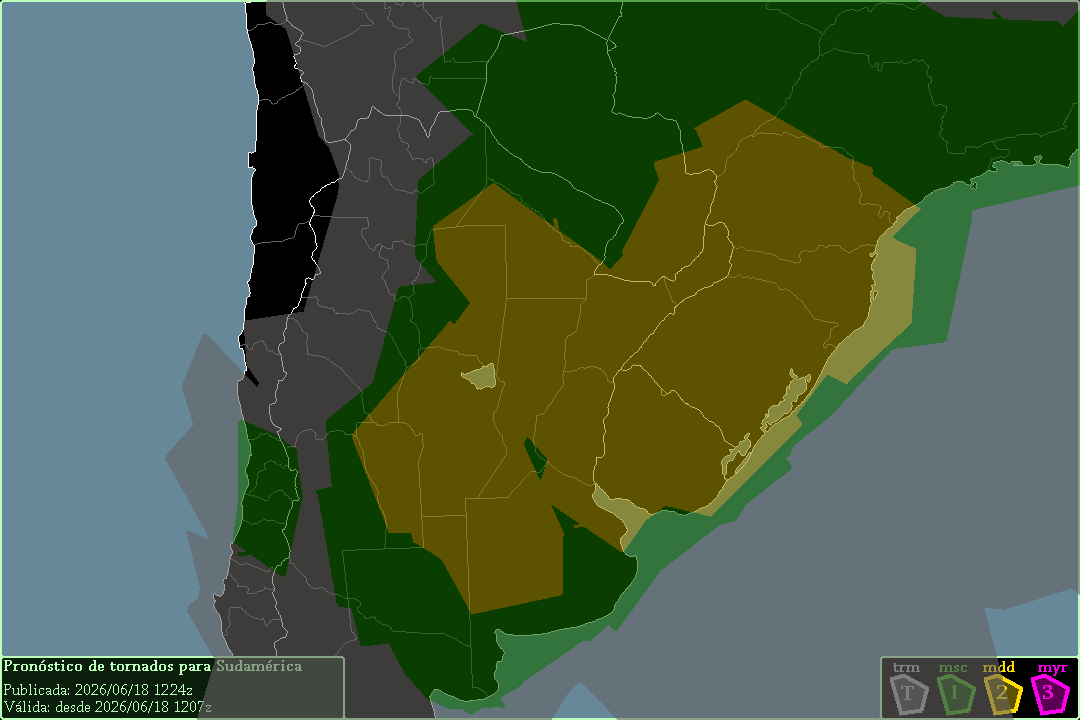 Pronóstico de tornados para Sudamérica
Publicada: 2026/06/18 1224z
Válida: desde 2026/06/18 1207z
trm msc mdd myr
T 1 2 3